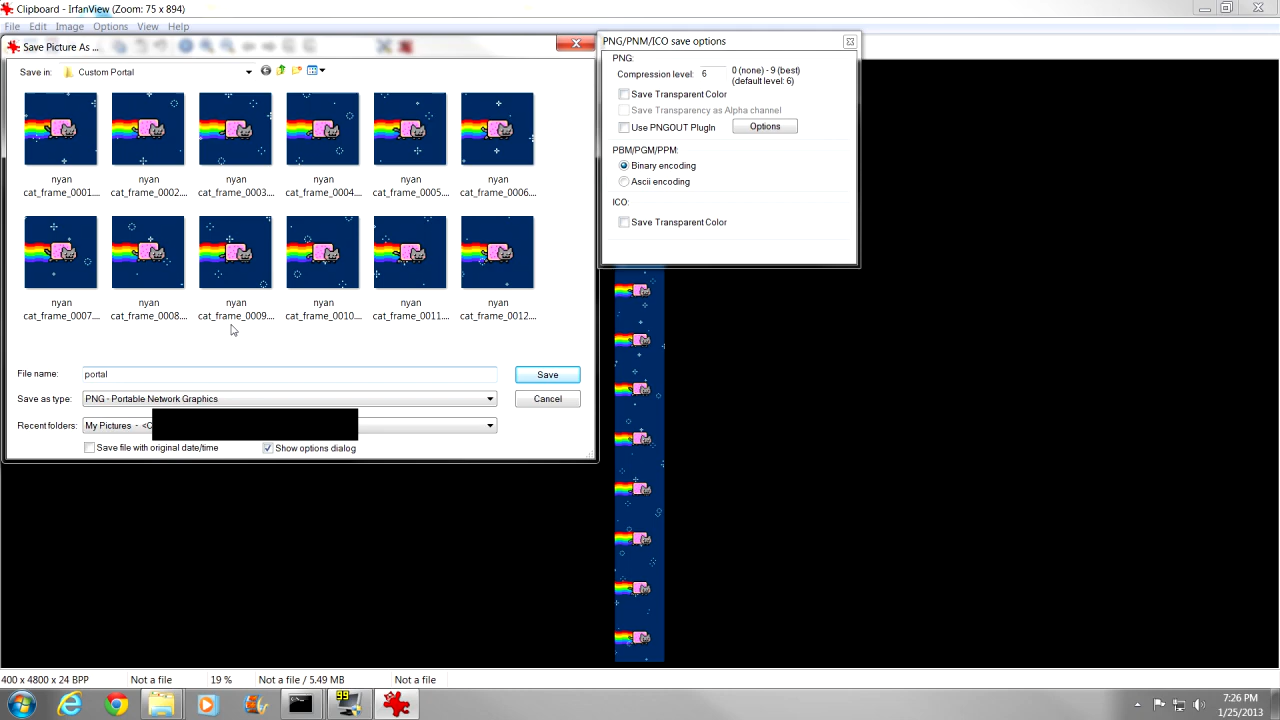 Clipboard - IrfanView (Zoom: 75 x 894)
File Edit Image Options View Help
Save Picture As ...
Save in: Custom Portal
nyan cat_frame_0001....
nyan cat_frame_0002....
nyan cat_frame_0003....
nyan cat_frame_0004....
nyan cat_frame_0005....
nyan cat_frame_0006....
nyan cat_frame_0007....
nyan cat_frame_0008....
nyan cat_frame_0009....
nyan cat_frame_0010....
nyan cat_frame_0011....
nyan cat_frame_0012....
File name: portal
Save
Save as type: PNG - Portable Network Graphics
Cancel
Recent folders: My Pictures - <C
Save file with original date/time
Show options dialog
PNG/PNM/ICO save options
PNG:
Compression level: 6 0 (none) - 9 (best)
(default level: 6)
Save Transparent Color
Save Transparency as Alpha channel
Use PNGOUT PlugIn Options
PBM/PGM/PPM:
Binary encoding
Ascii encoding
ICO:
Save Transparent Color
400 x 4800 x 24 BPP Not a file 19 % Not a file / 5.49 MB Not a file
99
7:26 PM
1/25/2013